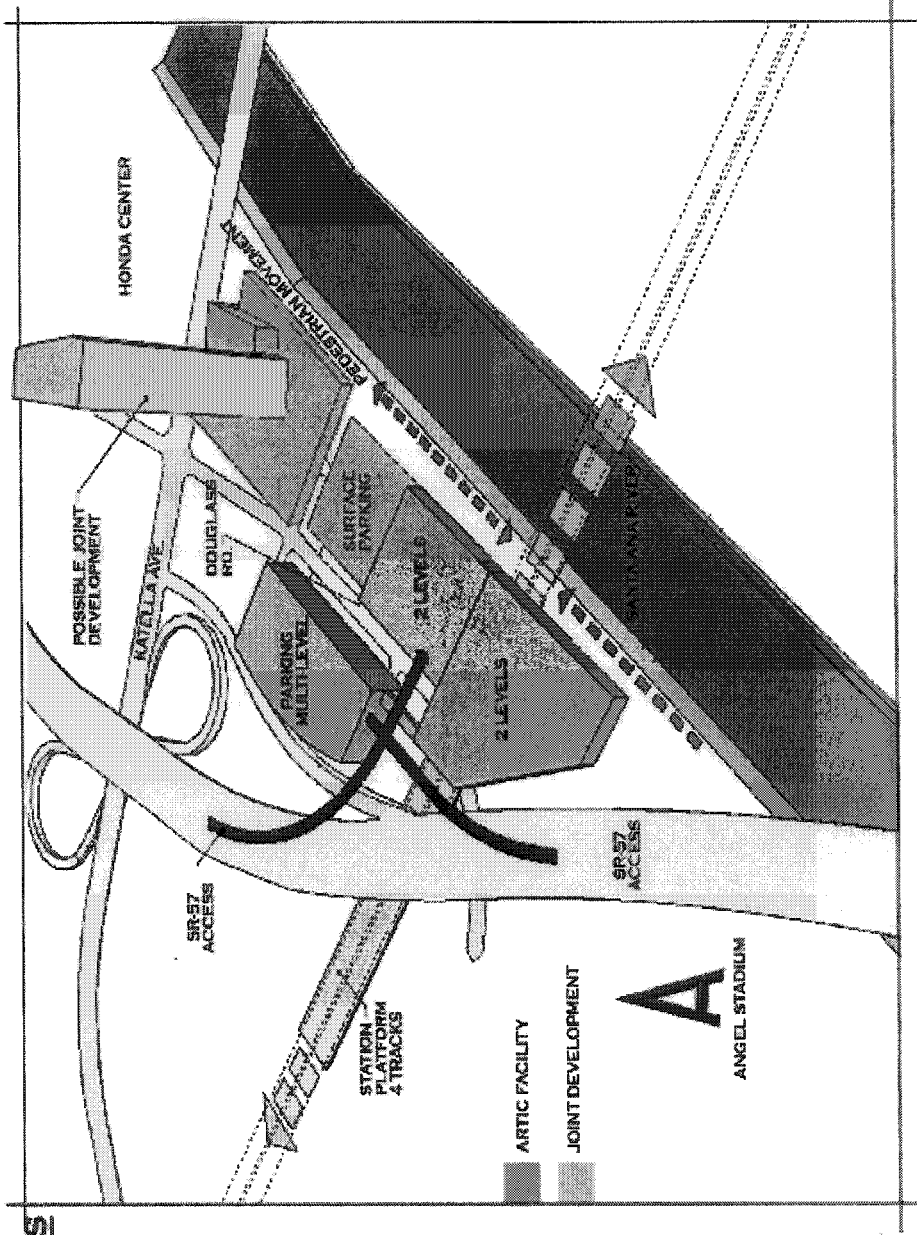 HONDA CENTER
POSSIBLE JOINT
DEVELOPMENT
KATELLA AVE
DOUGLASS
RD.
PEDESTRIAN MOVEMENT
SURFACE
PARKING
PARKING
MULTI LEVEL
2 LEVELS
2 LEVELS
SANTA ANA RIVER
SR-57
ACCESS
SR-57
ACCESS
STATION
PLATFORM
4 TRACKS
ARTIC FACILITY
JOINT DEVELOPMENT
A
ANGEL STADIUM